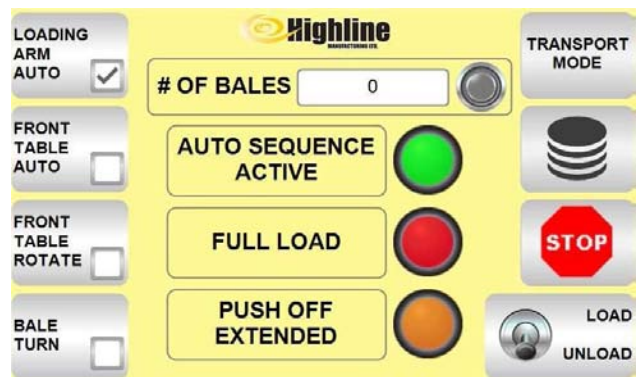 LOADING
ARM
AUTO
Highline
MANUFACTURING LTD.
TRANSPORT
MODE
# OF BALES
0
FRONT
TABLE
AUTO
AUTO SEQUENCE
ACTIVE
FRONT
TABLE
ROTATE
FULL LOAD
STOP
BALE
TURN
PUSH OFF
EXTENDED
LOAD
UNLOAD